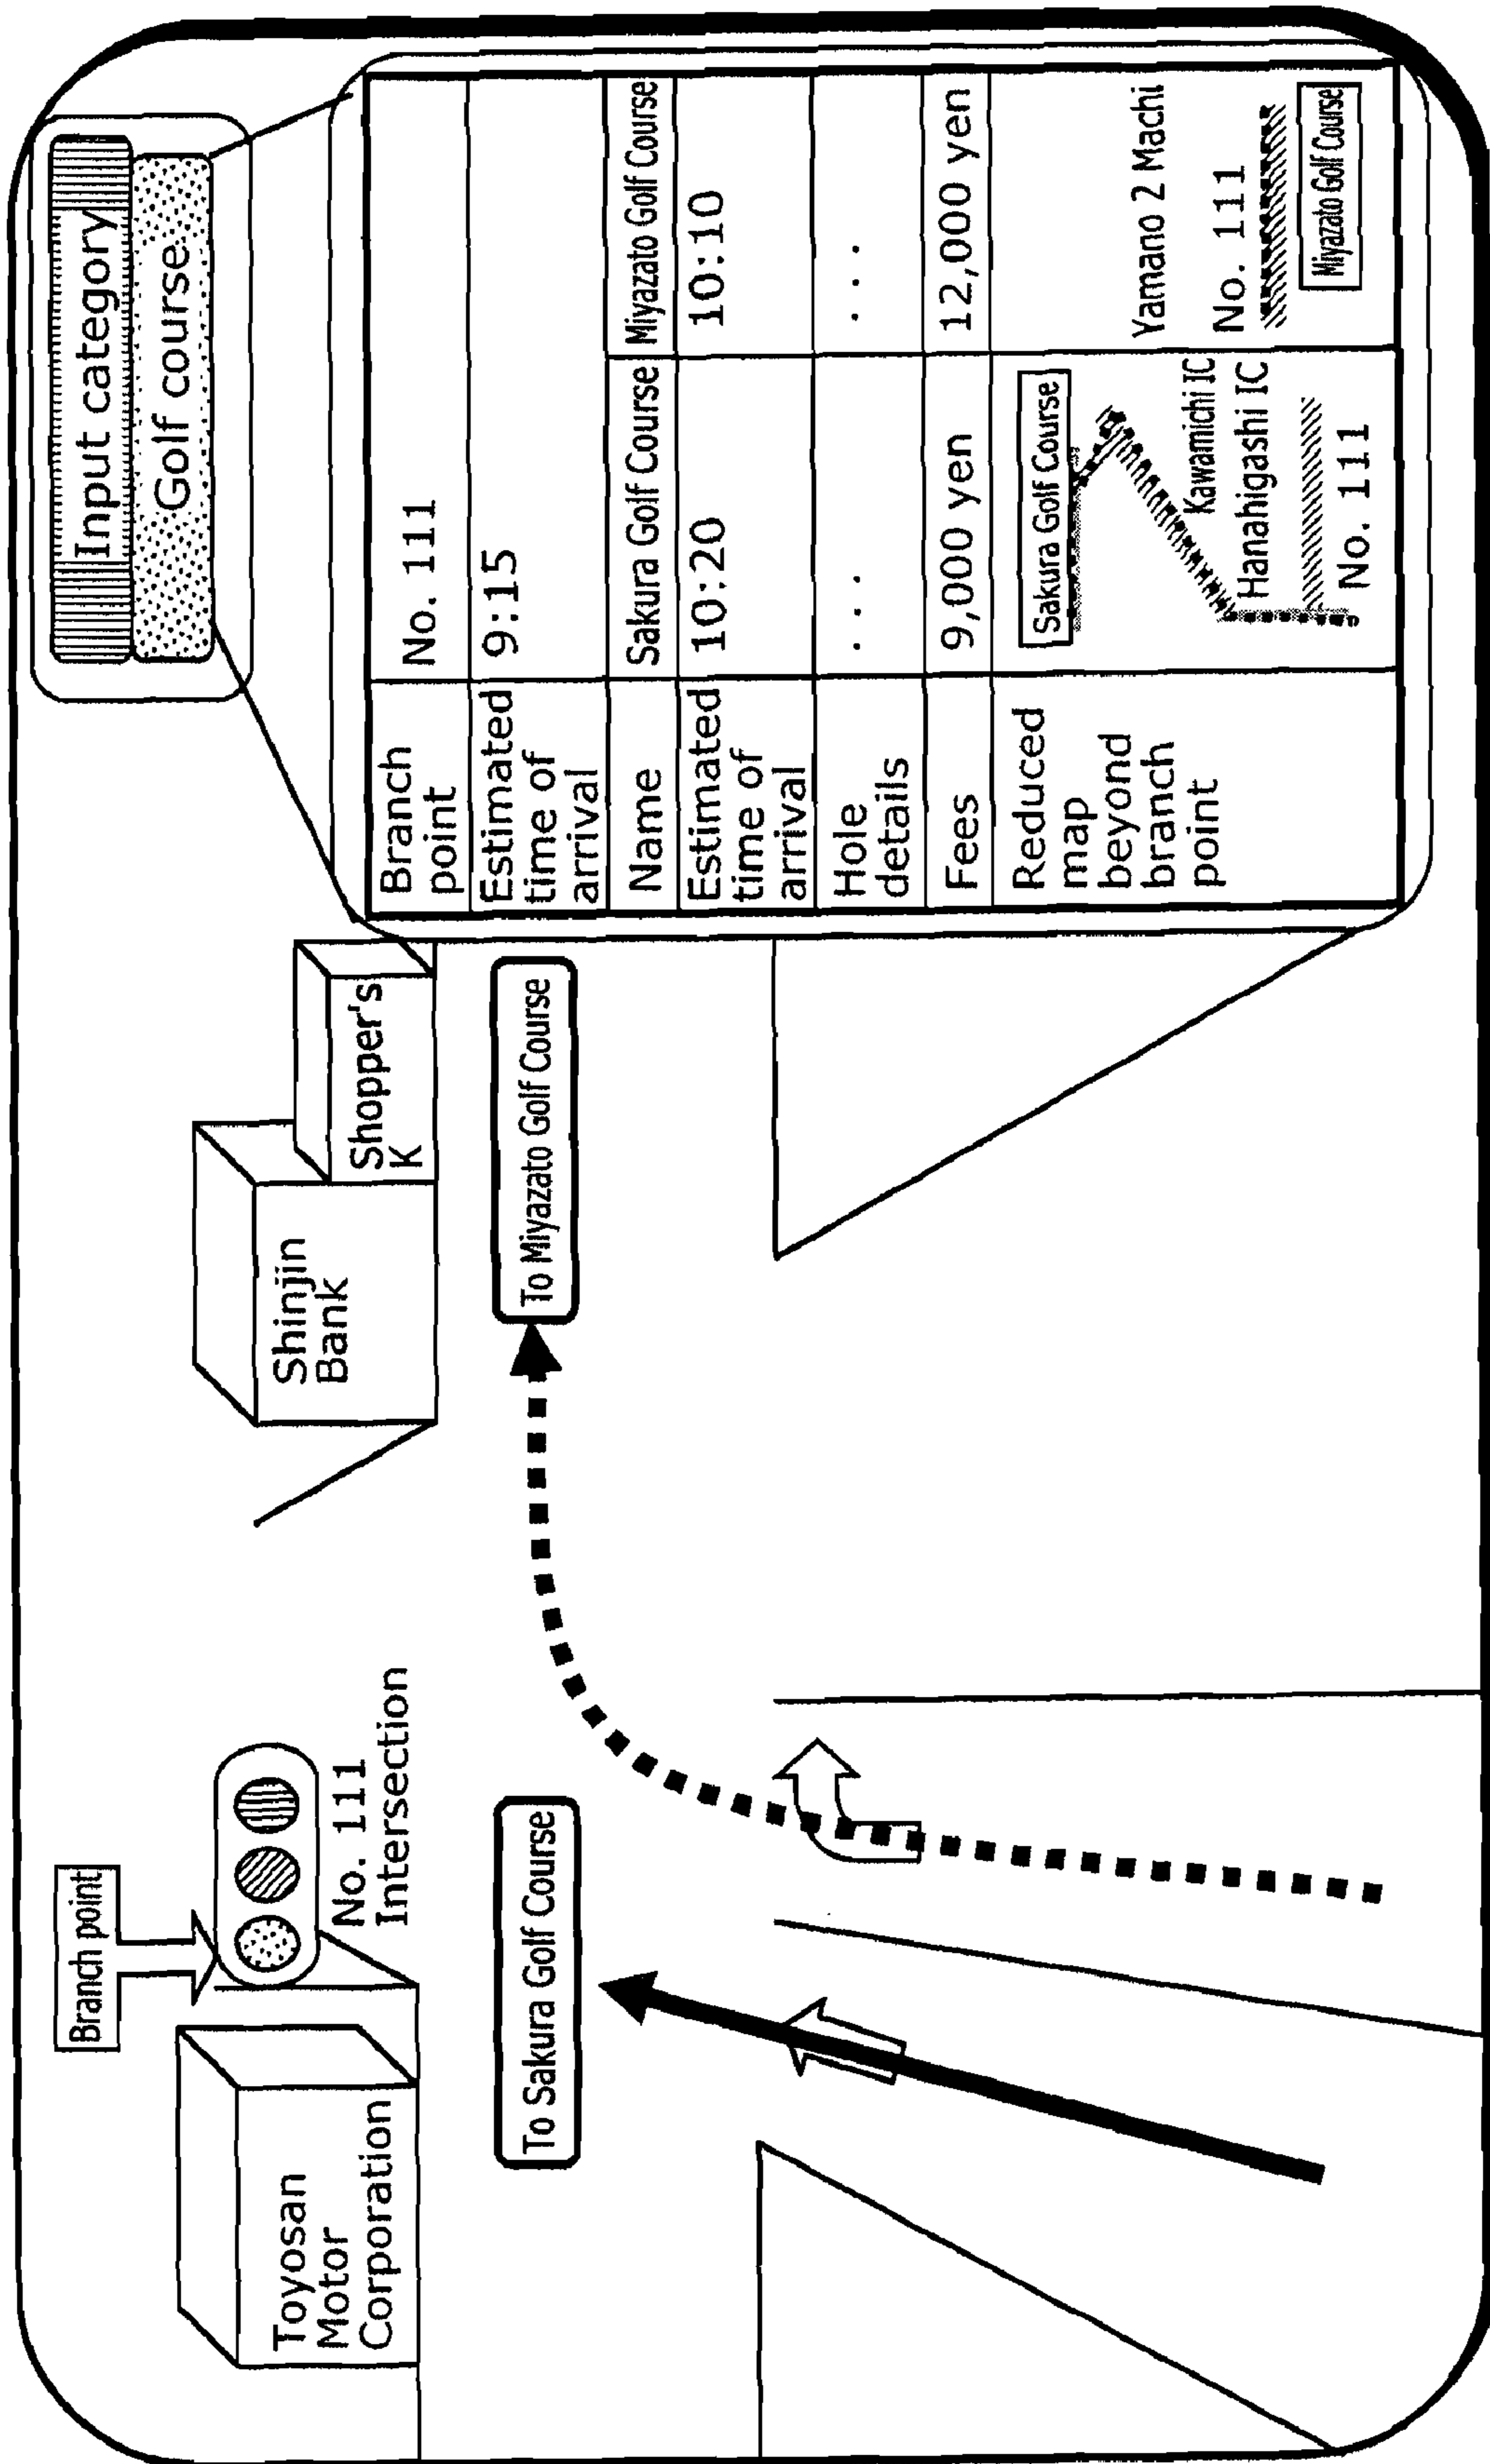 Branch point
Toyosan
Motor
Corporation
No. 111
Intersection
Shinjin
Bank
Shopper's
K
To Sakura Golf Course
To Miyazato Golf Course
Input category
Golf course
Branch
point
No. 111
Estimated
time of
arrival
9:15
Name
Sakura Golf Course
Miyazato Golf Course
Estimated
time of
arrival
10:20
10:10
Hole
details
...
...
Fees
9,000 yen
12,000 yen
Reduced
map
beyond
branch
point
Sakura Golf Course
Kawamichi IC
Hanahigashi IC
No. 111
Yamano 2 Machi
No. 111
Miyazato Golf Course